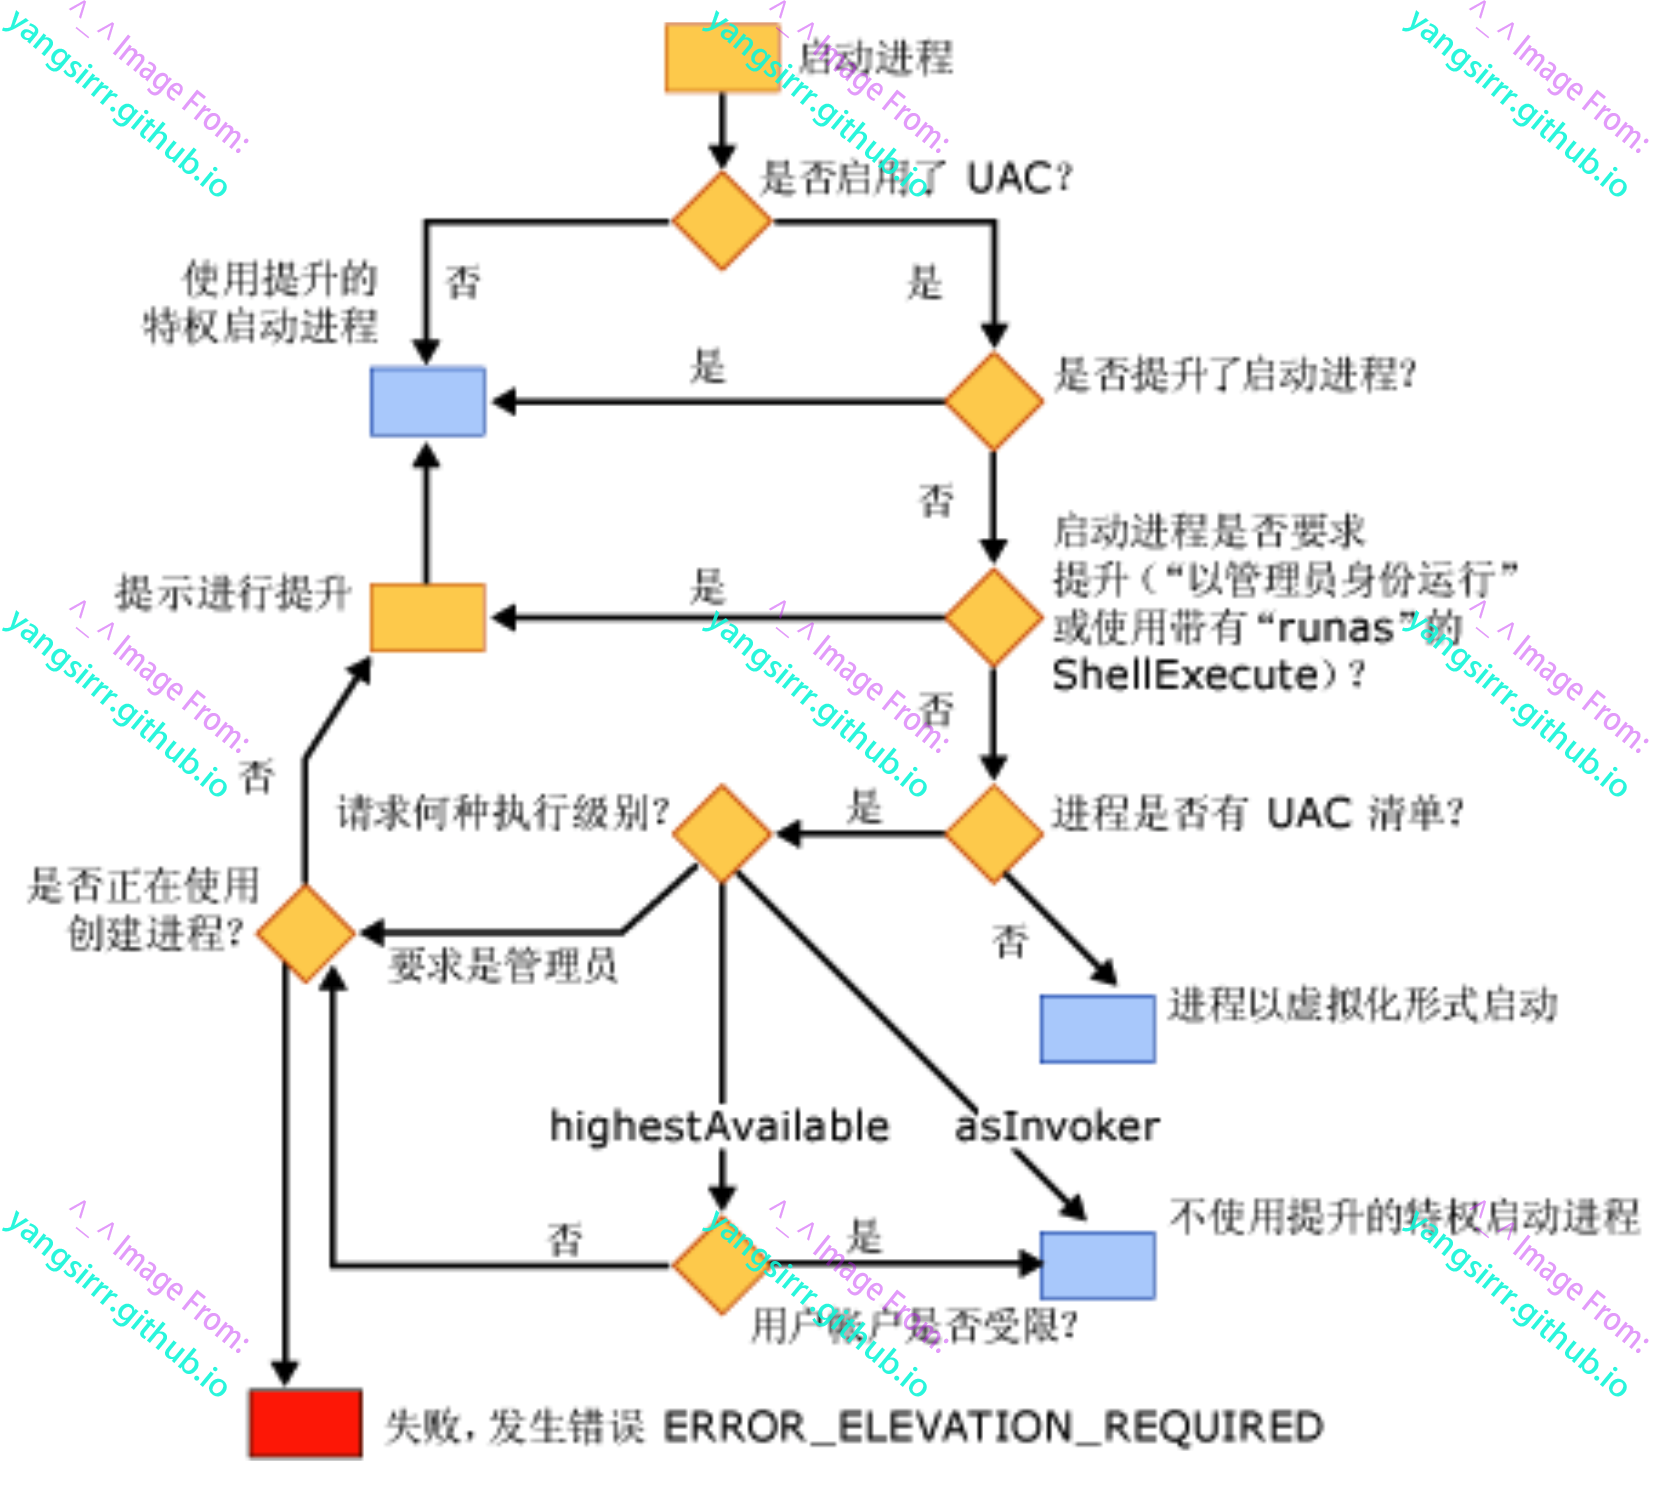 ^_^ Image From:
yangsirrr.github.io
^_^ Image From:
yangsirrr.github.io
^_^ Image From:
yangsirrr.github.io
启动进程
是否启用了 UAC？
使用提升的
特权启动进程
否
是
是
是否提升了启动进程？
否
启动进程是否要求
提升（“以管理员身份运行”
或使用带有“runas”的
ShellExecute）？
提示进行提升
是
^_^ Image From:
yangsirrr.github.io
^_^ Image From:
yangsirrr.github.io
^_^ Image From:
yangsirrr.github.io
否
否
请求何种执行级别？
是
进程是否有 UAC 清单？
是否正在使用
创建进程？
要求是管理员
否
进程以虚拟化形式启动
highestAvailable
asInvoker
不使用提升的特权启动进程
否
是
用户帐户是否受限？
^_^ Image From:
yangsirrr.github.io
^_^ Image From:
yangsirrr.github.io
^_^ Image From:
yangsirrr.github.io
失败，发生错误 ERROR_ELEVATION_REQUIRED